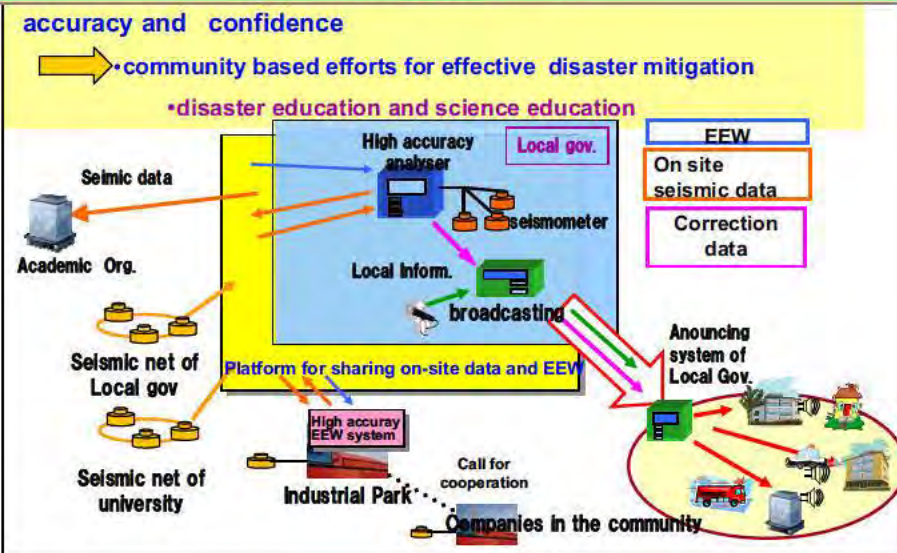 accuracy and confidence
•community based efforts for effective disaster mitigation
•disaster education and science education
High accuracy
analyser
Local gov.
EEW
On site
seismic data
Correction
data
Seimic data
Academic Org.
seismometer
Local Inform.
broadcasting
Seismic net of
Local gov
Platform for sharing on-site data and EEW
Anouncing
system of
Local Gov.
High accuray
EEW system
Seismic net of
university
Industrial Park
Call for
cooperation
Companies in the community